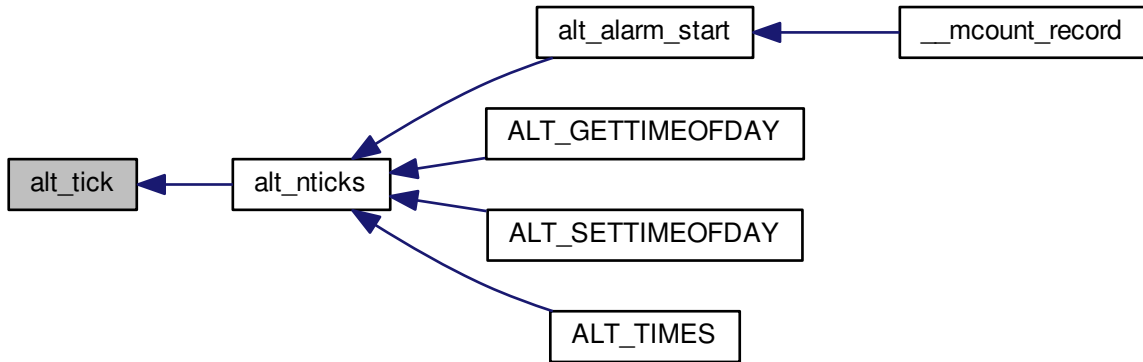 alt_alarm_start
__mcount_record
ALT_GETTIMEOFDAY
alt_tick
alt_nticks
ALT_SETTIMEOFDAY
ALT_TIMES